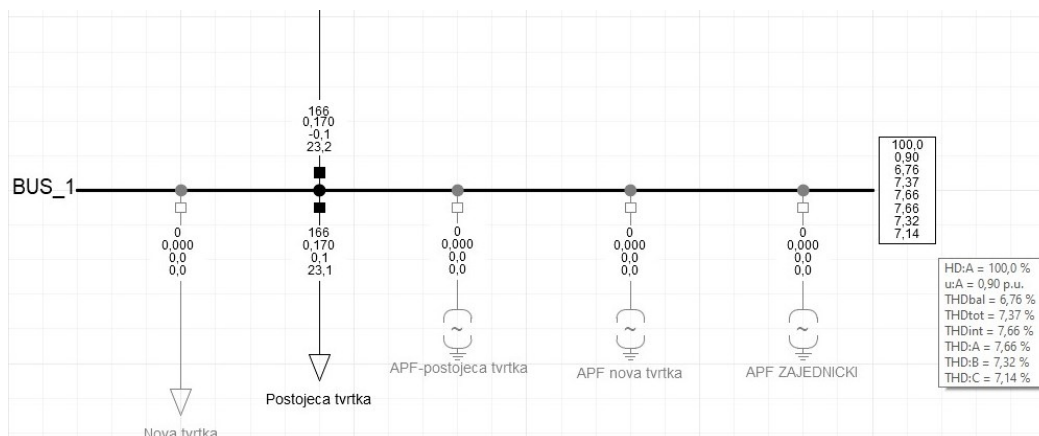 166
0,170
-0,1
23,2
BUS_1
100,0
0,90
6,76
7,37
7,66
7,66
7,32
7,14
0
0,000
0,0
0,0
166
0,170
0,1
23,1
0
0,000
0,0
0,0
0
0,000
0,0
0,0
0
0,000
0,0
0,0
HD:A = 100,0 %
u:A = 0,90 p.u.
THDbal = 6,76 %
THDtot = 7,37 %
THDint = 7,66 %
THD:A = 7,66 %
THD:B = 7,32 %
THD:C = 7,14 %
~
~
~
APF-postojeca tvrtka
APF nova tvrtka
APF ZAJEDNICKI
Postojeca tvrtka
Nova tvrtka